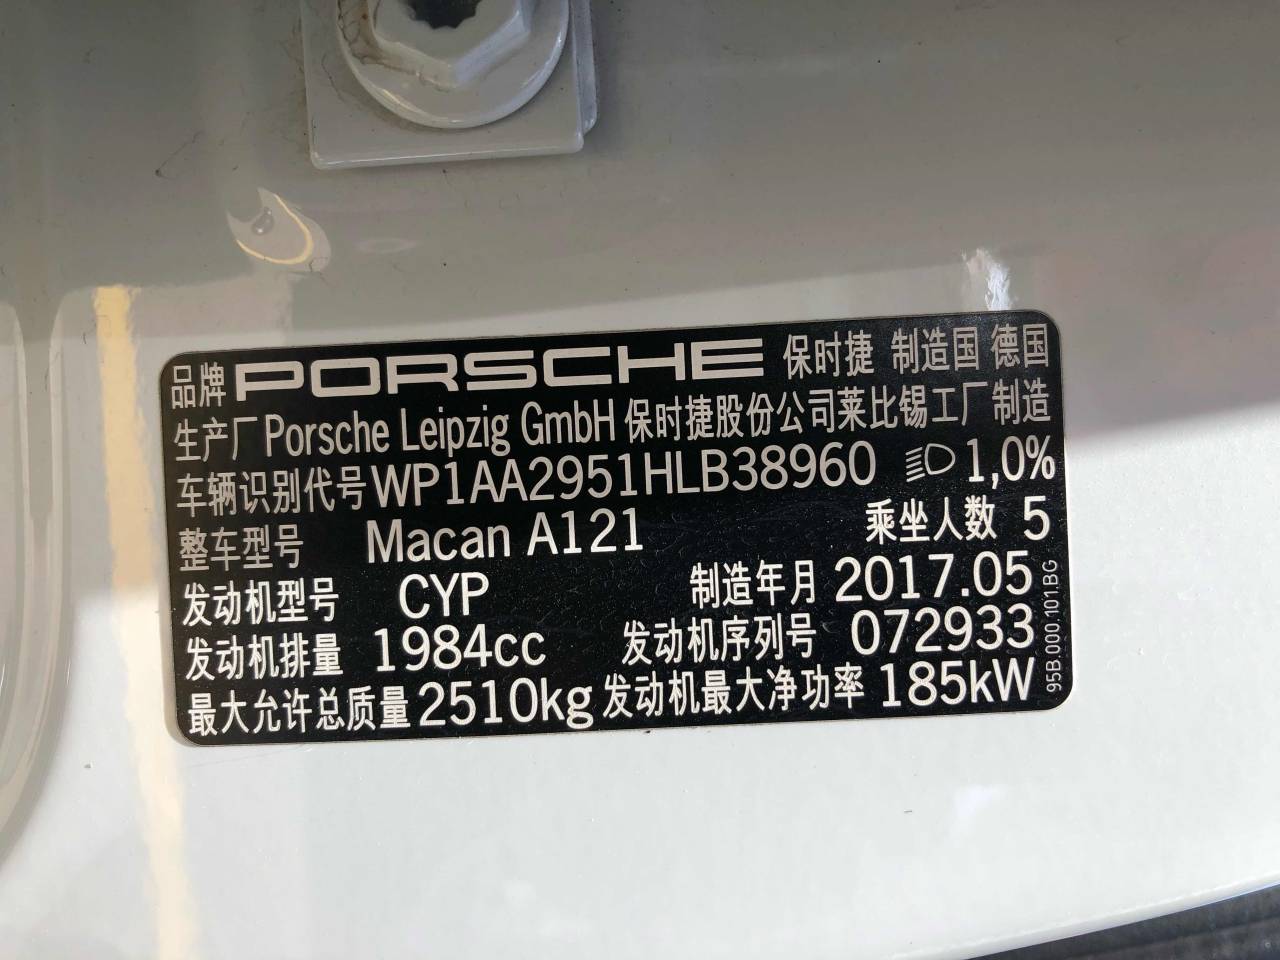 品牌 PORSCHE 保时捷 制造国 德国
生产厂 Porsche Leipzig GmbH 保时捷股份公司莱比锡工厂制造
车辆识别代号 WP1AA2951HLB38960 1,0%
整车型号 Macan A121 乘坐人数 5
发动机型号 CYP 制造年月 2017.05
发动机排量 1984cc 发动机序列号 072933
最大允许总质量 2510kg 发动机最大净功率 185kW
95B.000.101.BG